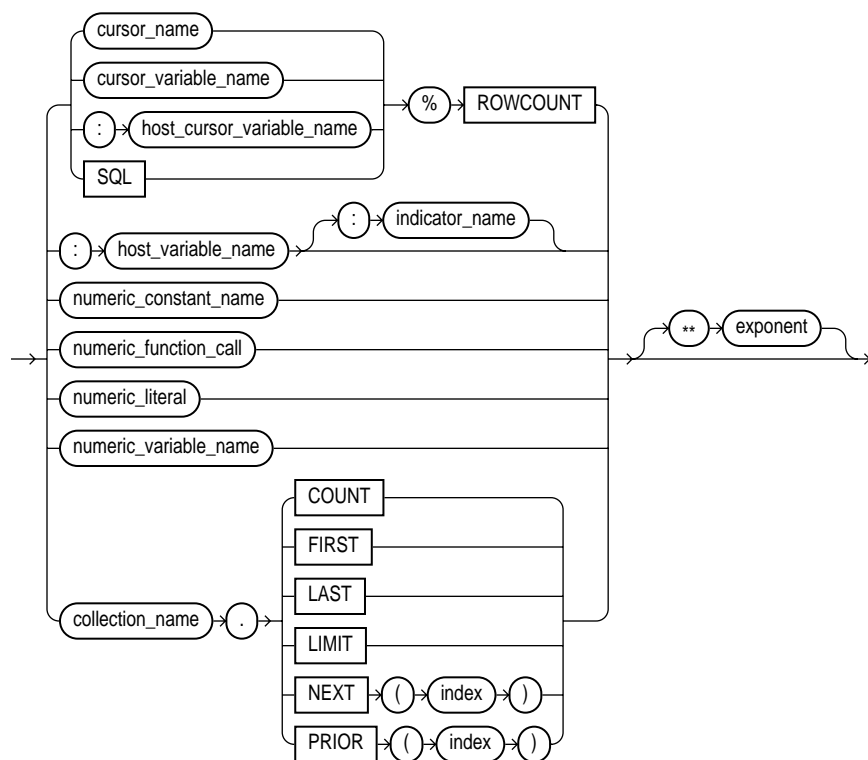 cursor_name
cursor_variable_name
: host_cursor_variable_name
SQL
% ROWCOUNT
: host_variable_name : indicator_name
numeric_constant_name
numeric_function_call
numeric_literal
numeric_variable_name
** exponent
collection_name .
COUNT
FIRST
LAST
LIMIT
NEXT ( index )
PRIOR ( index )